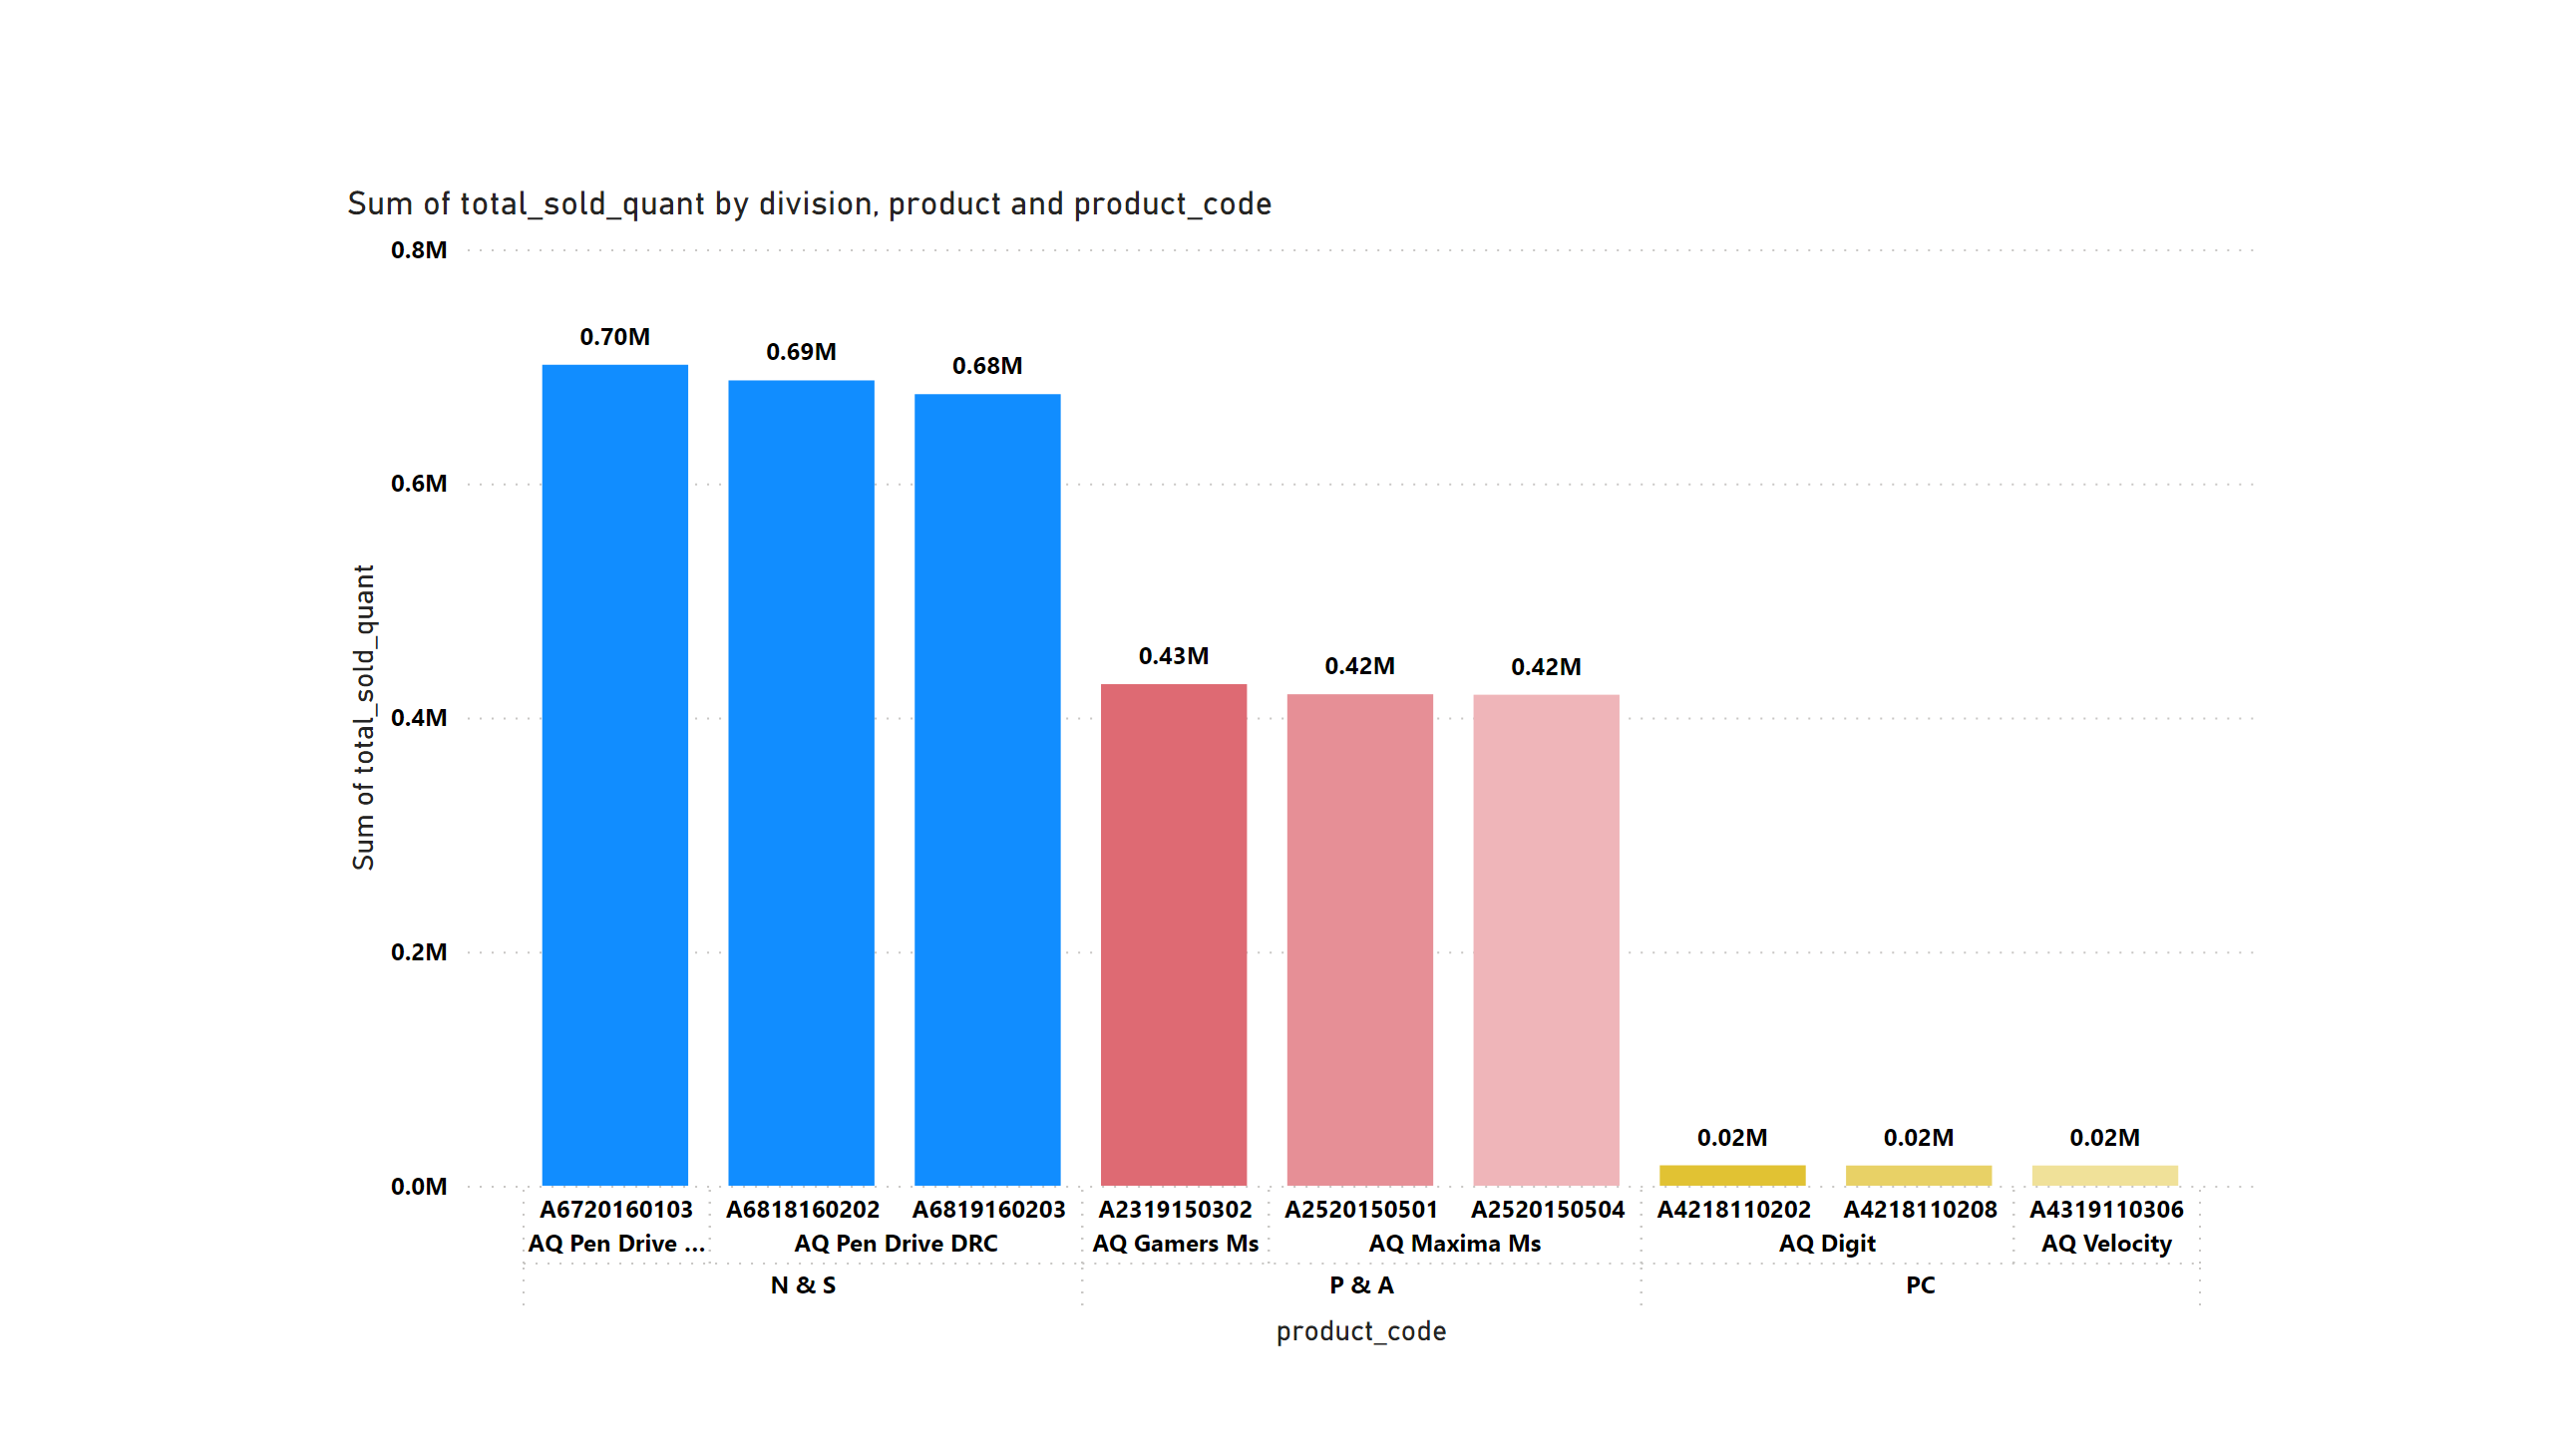 Sum of total_sold_quant by division, product and product_code
Sum of total_sold_quant
0.8M
0.6M
0.4M
0.2M
0.0M
0.70M
0.69M
0.68M
0.43M
0.42M
0.42M
0.02M
0.02M
0.02M
A6720160103 A6818160202 A6819160203 A2319150302 A2520150501 A2520150504 A4218110202 A4218110208 A4319110306
AQ Pen Drive ... AQ Pen Drive DRC AQ Gamers Ms AQ Maxima Ms AQ Digit AQ Velocity
N & S P & A PC
product_code